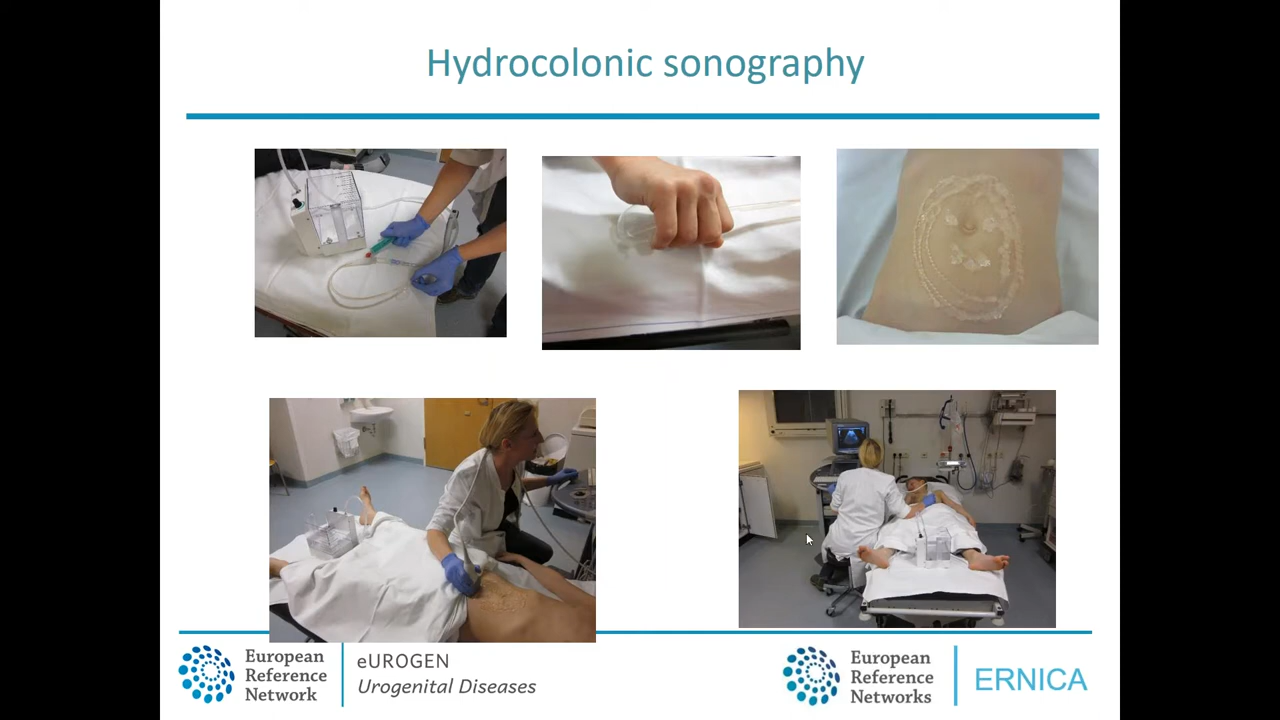 Hydrocolonic sonography
European
Reference
Network
eUROGEN
Urogenital Diseases
European
Reference
Networks
ERNICA